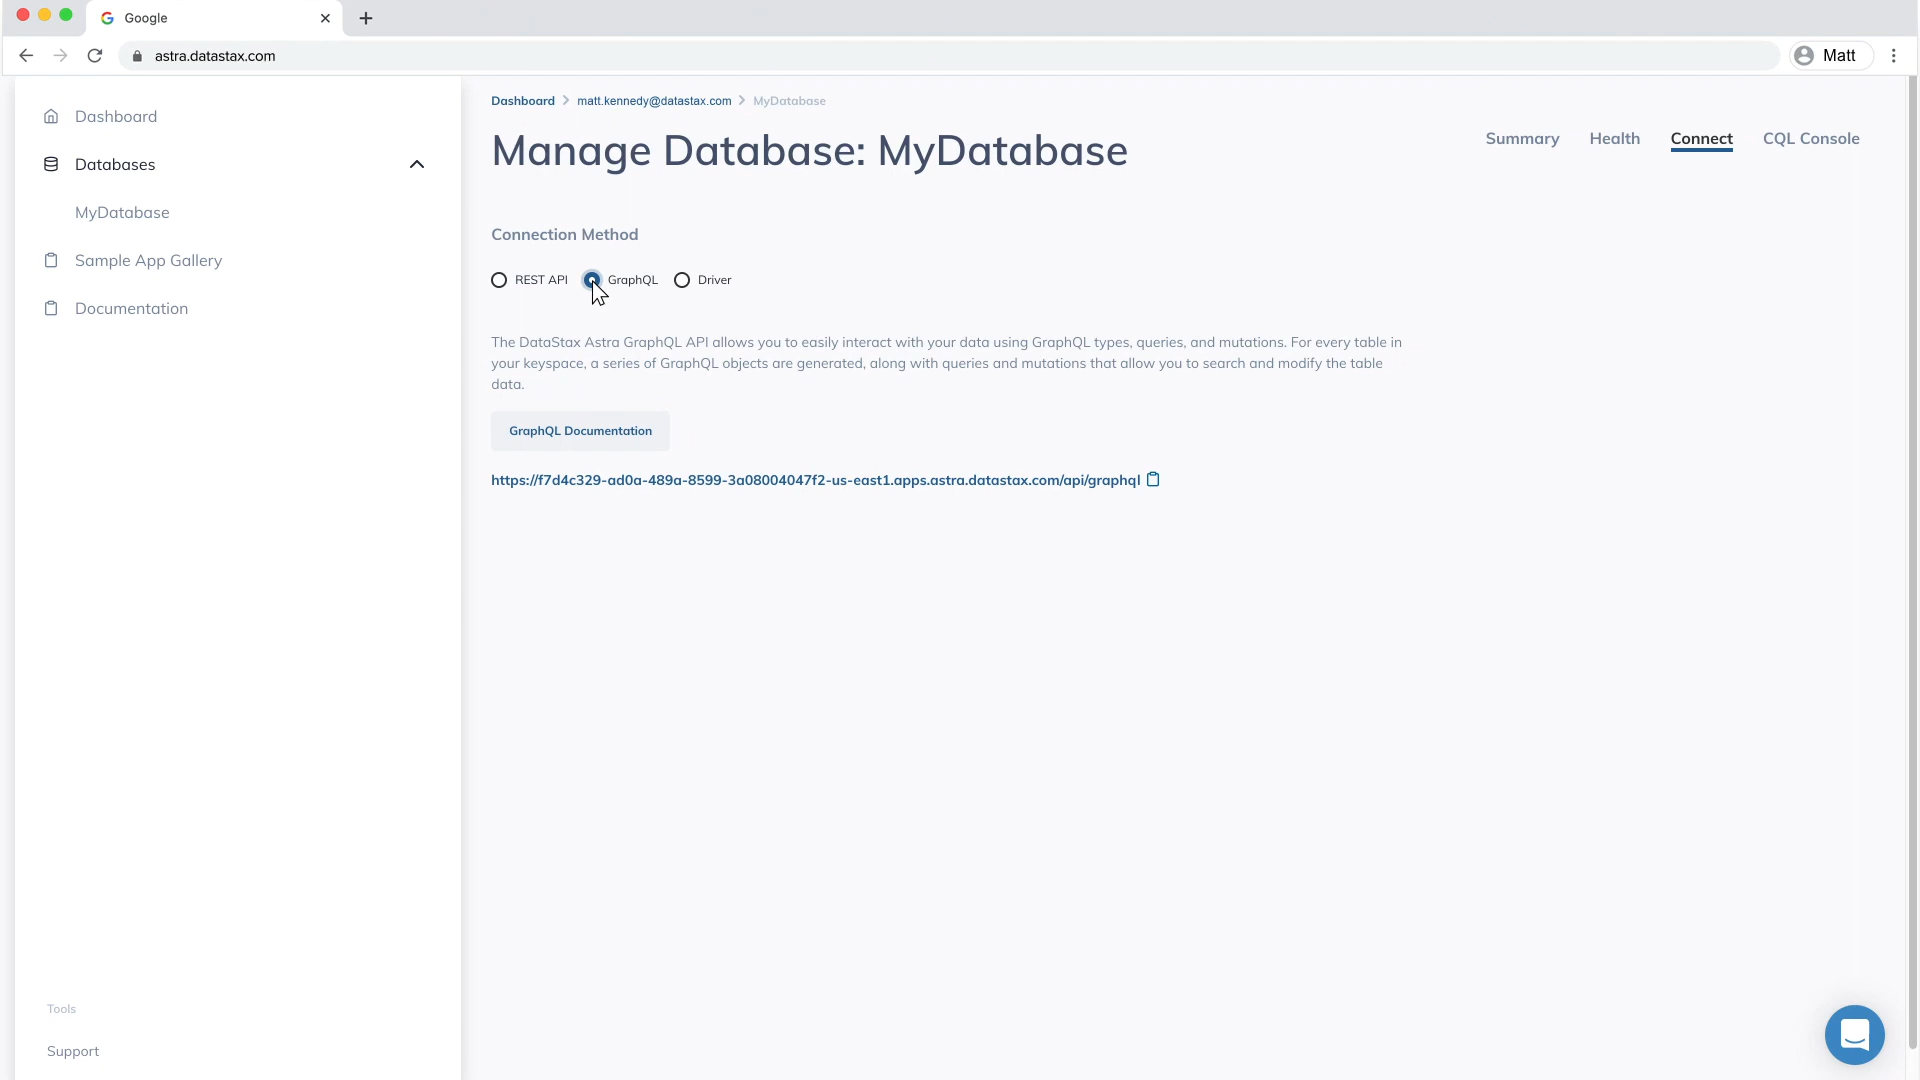 Google
astra.datastax.com
Matt
Dashboard
Databases
MyDatabase
Sample App Gallery
Documentation
Tools
Support
Dashboard > matt.kennedy@datastax.com > MyDatabase
Manage Database: MyDatabase
Summary Health Connect CQL Console
Connection Method
REST API GraphQL Driver
The DataStax Astra GraphQL API allows you to easily interact with your data using GraphQL types, queries, and mutations. For every table in
your keyspace, a series of GraphQL objects are generated, along with queries and mutations that allow you to search and modify the table
data.
GraphQL Documentation
https://f7d4c329-ad0a-489a-8599-3a08004047f2-us-east1.apps.astra.datastax.com/api/graphql